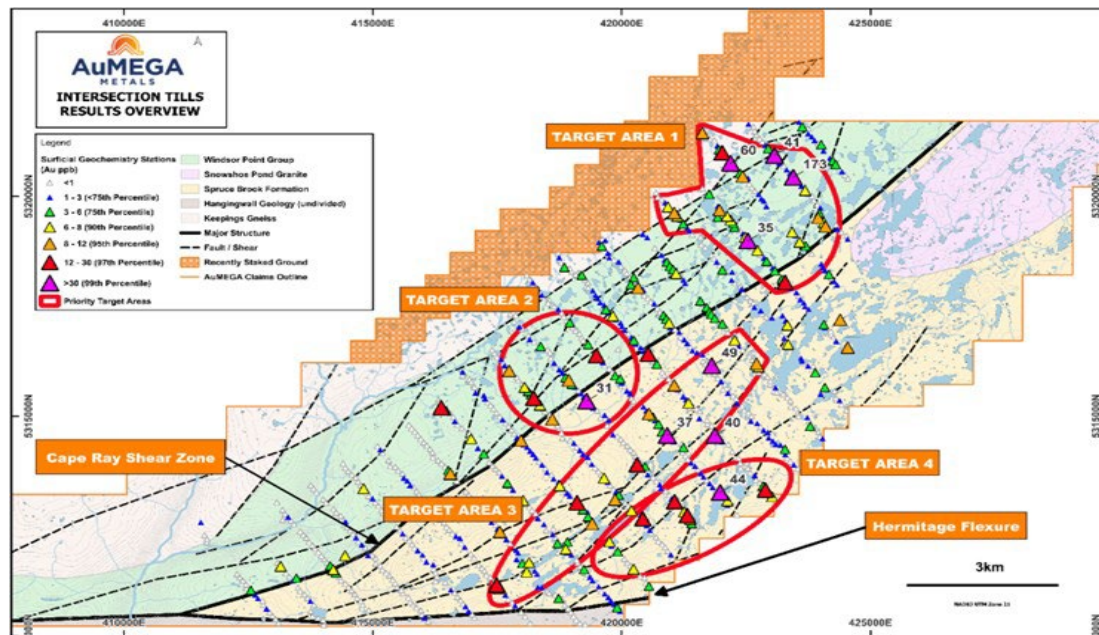 410000E 415000E 420000E 425000E
AuMEGA
METALS
INTERSECTION TILLS
RESULTS OVERVIEW
Legend
Surficial Geochemistry Stations
(Au ppb)
<1
1 - 3 (<75th Percentile)
3 - 6 (75th Percentile)
6 - 8 (90th Percentile)
8 - 12 (95th Percentile)
12 - 30 (97th Percentile)
>30 (99th Percentile)
Priority Target Areas
Windsor Point Group
Snowshoe Pond Granite
Spruce Brook Formation
Hangingwall Geology (undivided)
Keepings Gneiss
Major Structure
Fault / Shear
Recently Staked Ground
AuMEGA Claims Outline
TARGET AREA 1
60
41
173
35
5320000N
5320000N
TARGET AREA 2
31
49
37
40
5315000N
5315000N
Cape Ray Shear Zone
TARGET AREA 3
44
TARGET AREA 4
Hermitage Flexure
3km
410000E 415000E 420000E 425000E